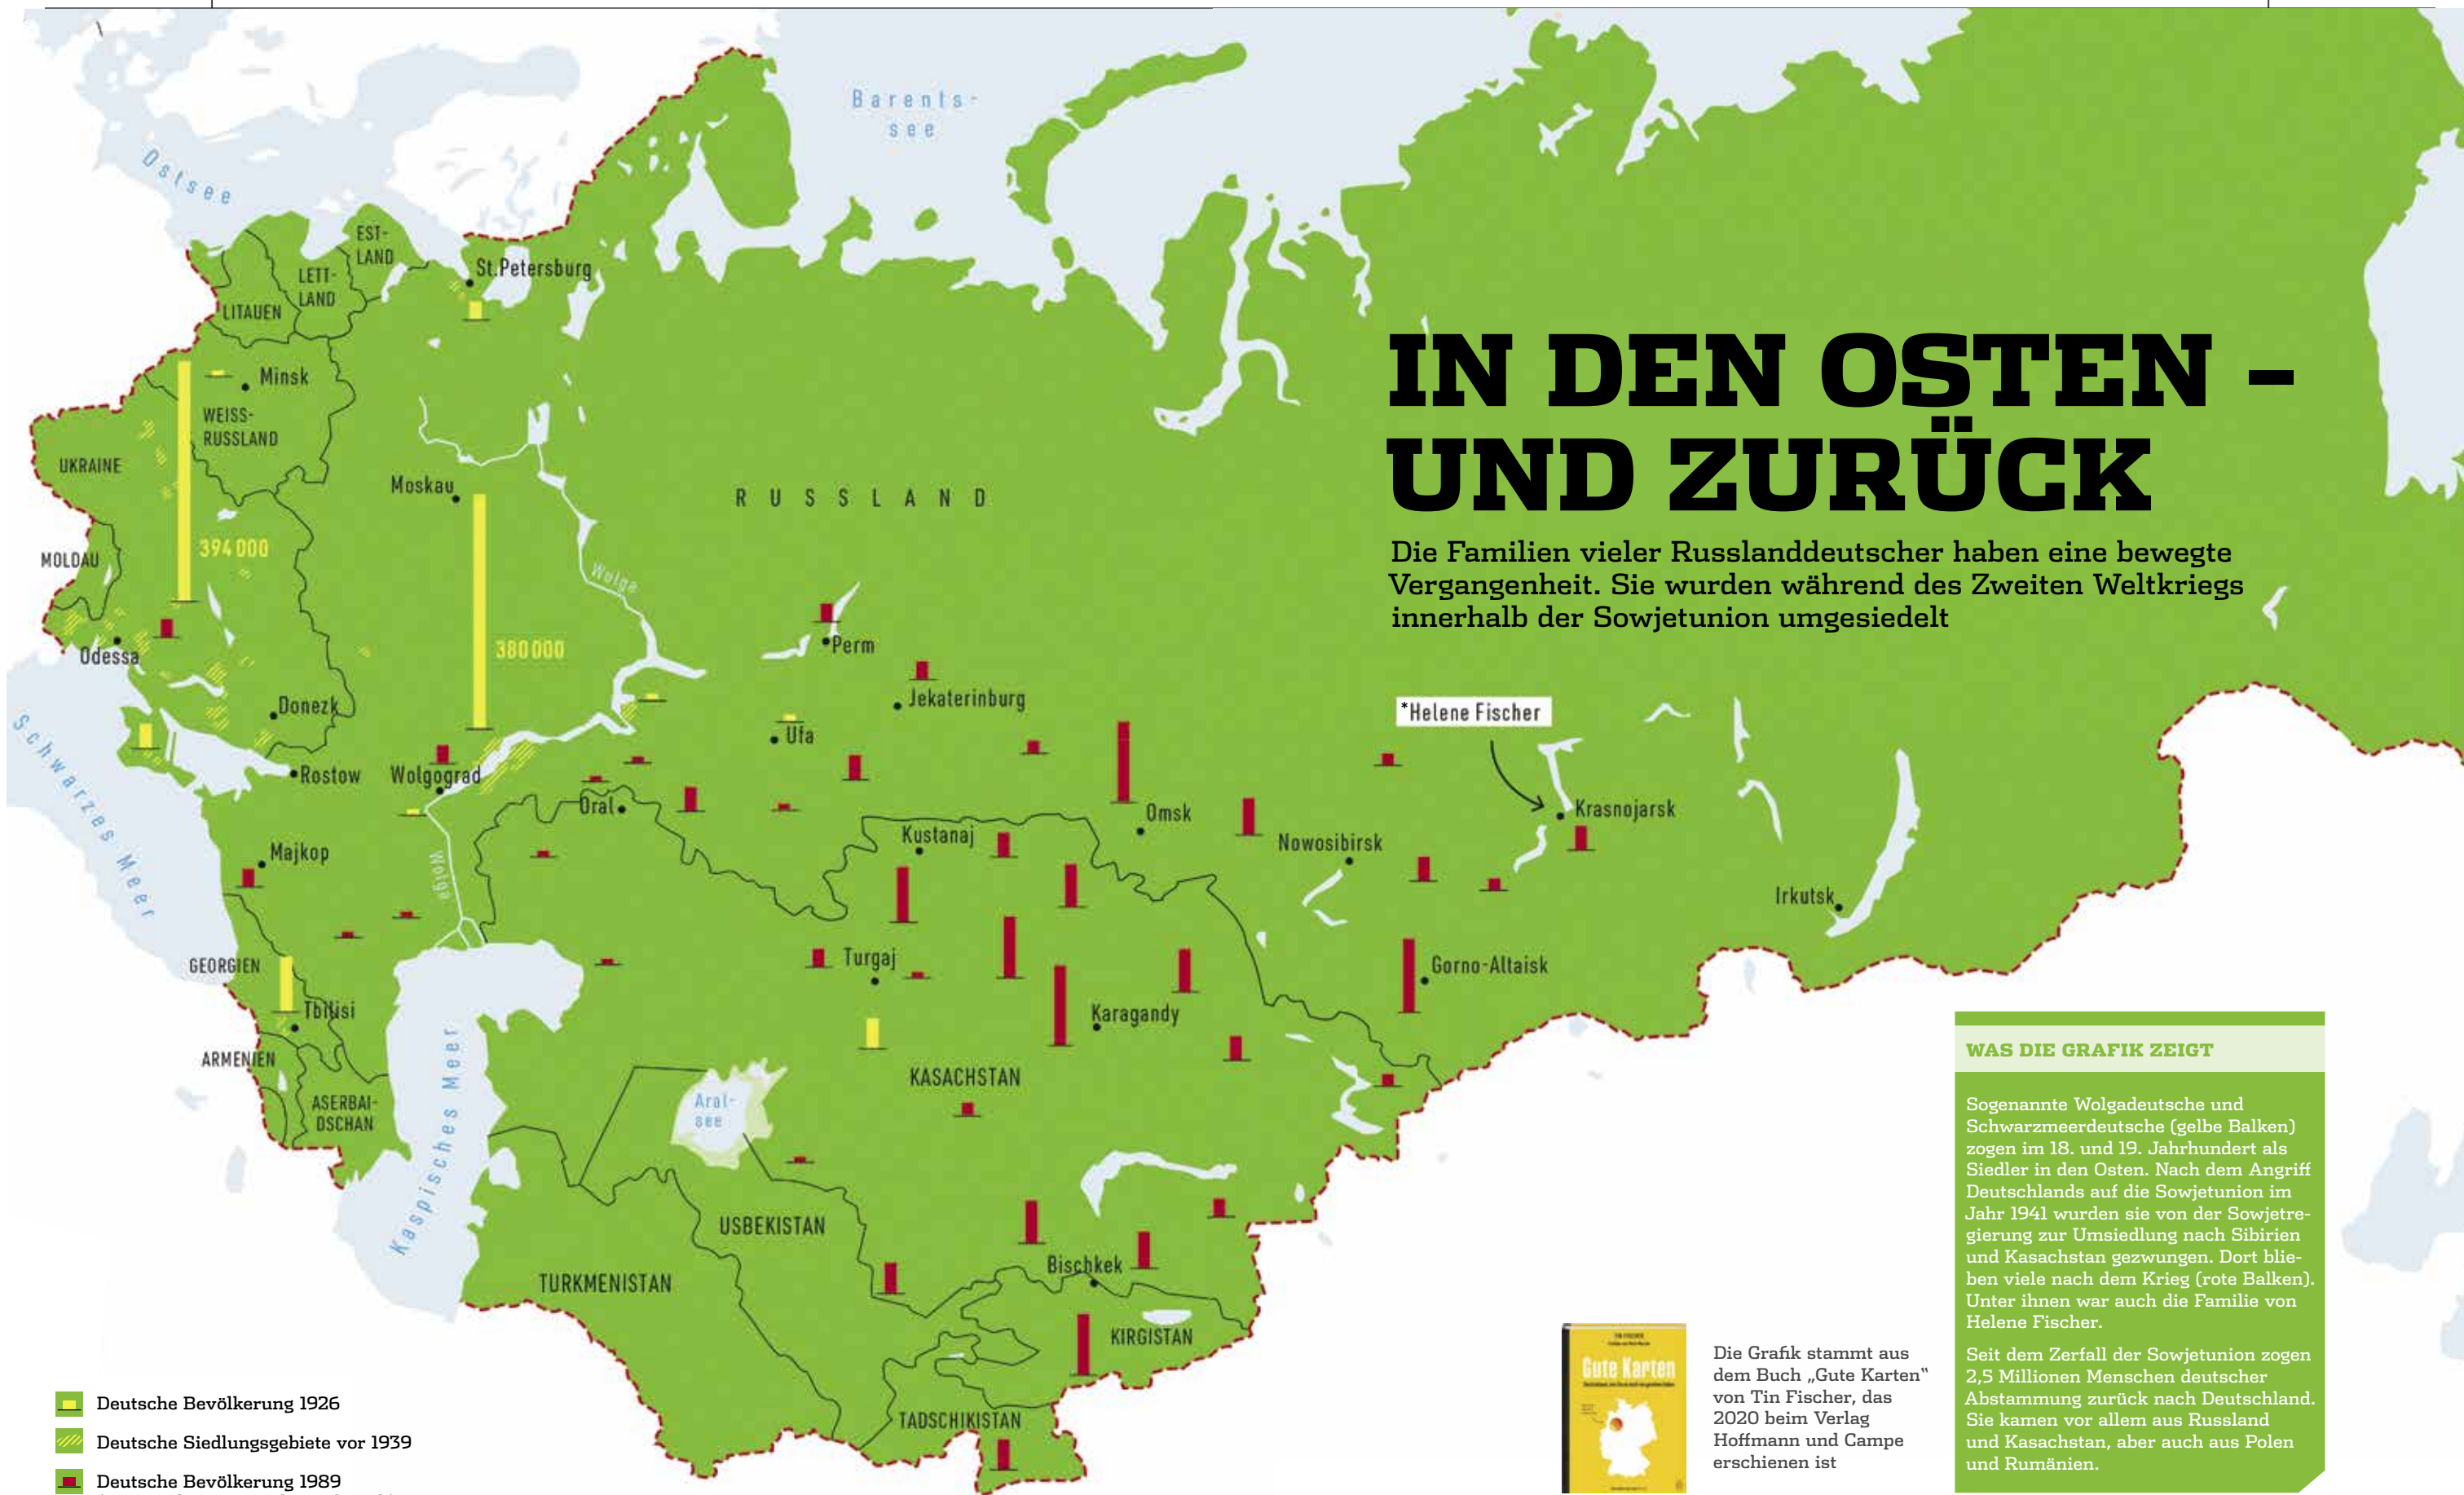 IN DEN OSTEN –
UND ZURÜCK
Die Familien vieler Russlanddeutscher haben eine bewegte
Vergangenheit. Sie wurden während des Zweiten Weltkriegs
innerhalb der Sowjetunion umgesiedelt
Barents-
see
Ostsee
EST-
LAND
LETT-
LAND
LITAUEN
St.Petersburg
Minsk
WEISS-
RUSSLAND
UKRAINE
Moskau
RUSSLAND
MOLDAU
394 000
380 000
Wolga
Odessa
Perm
Jekaterinburg
Donezk
Ufa
*Helene Fischer
Schwarzes Meer
Rostow
Wolgograd
Oral
Omsk
Krasnojarsk
Kustanaj
Nowosibirsk
Majkop
Wolga
Irkutsk
GEORGIEN
Turgaj
Gorno-Altaisk
Tbilisi
Karagandy
ARMENIEN
KASACHSTAN
ASERBAI-
DSCHAN
Aral-
see
Kaspisches Meer
USBEKISTAN
Bischkek
TURKMENISTAN
KIRGISTAN
TADSCHIKISTAN
Deutsche Bevölkerung 1926
Deutsche Siedlungsgebiete vor 1939
Deutsche Bevölkerung 1989
TIN FISCHER
Gute Karten
Die Grafik stammt aus
dem Buch „Gute Karten“
von Tin Fischer, das
2020 beim Verlag
Hoffmann und Campe
erschienen ist
WAS DIE GRAFIK ZEIGT
Sogenannte Wolgadeutsche und
Schwarzmeerdeutsche (gelbe Balken)
zogen im 18. und 19. Jahrhundert als
Siedler in den Osten. Nach dem Angriff
Deutschlands auf die Sowjetunion im
Jahr 1941 wurden sie von der Sowjetre-
gierung zur Umsiedlung nach Sibirien
und Kasachstan gezwungen. Dort blie-
ben viele nach dem Krieg (rote Balken).
Unter ihnen war auch die Familie von
Helene Fischer.
Seit dem Zerfall der Sowjetunion zogen
2,5 Millionen Menschen deutscher
Abstammung zurück nach Deutschland.
Sie kamen vor allem aus Russland
und Kasachstan, aber auch aus Polen
und Rumänien.